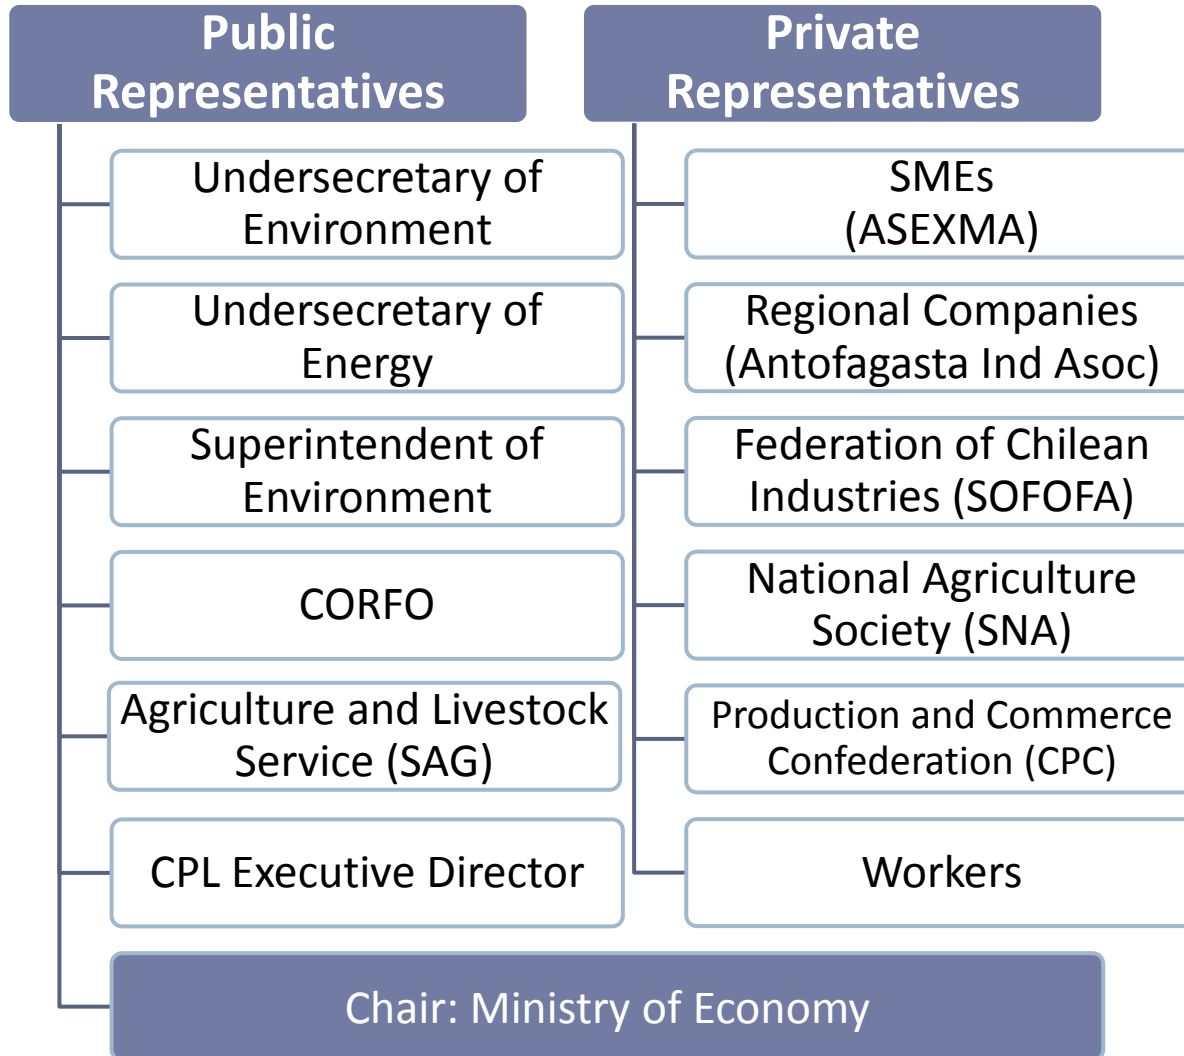 Public
Representatives
Undersecretary of
Environment
Undersecretary of
Energy
Superintendent of
Environment
CORFO
Agriculture and Livestock
Service (SAG)
CPL Executive Director
Chair: Ministry of Economy
Private
Representatives
SMEs
(ASEXMA)
Regional Companies
(Antofagasta Ind Asoc)
Federation of Chilean
Industries (SOFOFA)
National Agriculture
Society (SNA)
Production and Commerce
Confederation (CPC)
Workers